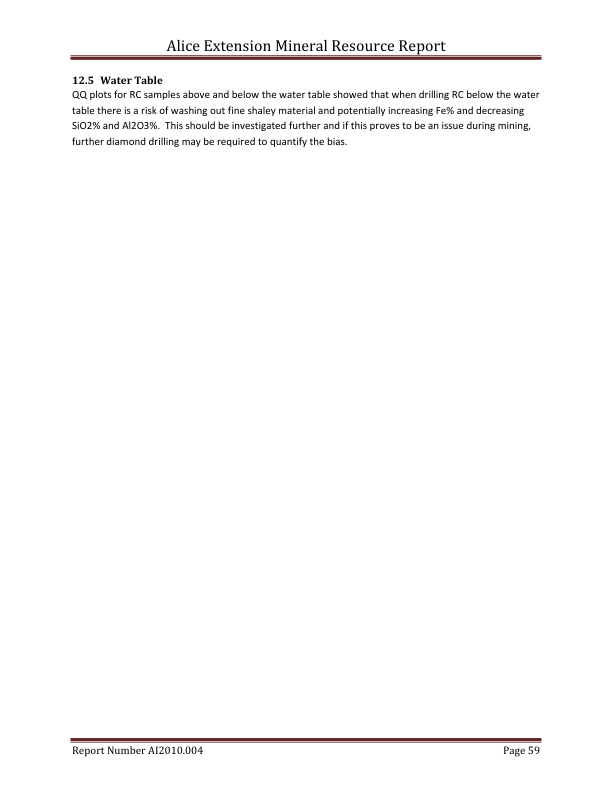 Alice Extension Mineral Resource Report
12.5 Water Table
QQ plots for RC samples above and below the water table showed that when drilling RC below the water
table there is a risk of washing out fine shaley material and potentially increasing Fe% and decreasing
SiO2% and Al2O3%.  This should be investigated further and if this proves to be an issue during mining,
further diamond drilling may be required to quantify the bias.
Report Number AI2010.004
Page 59